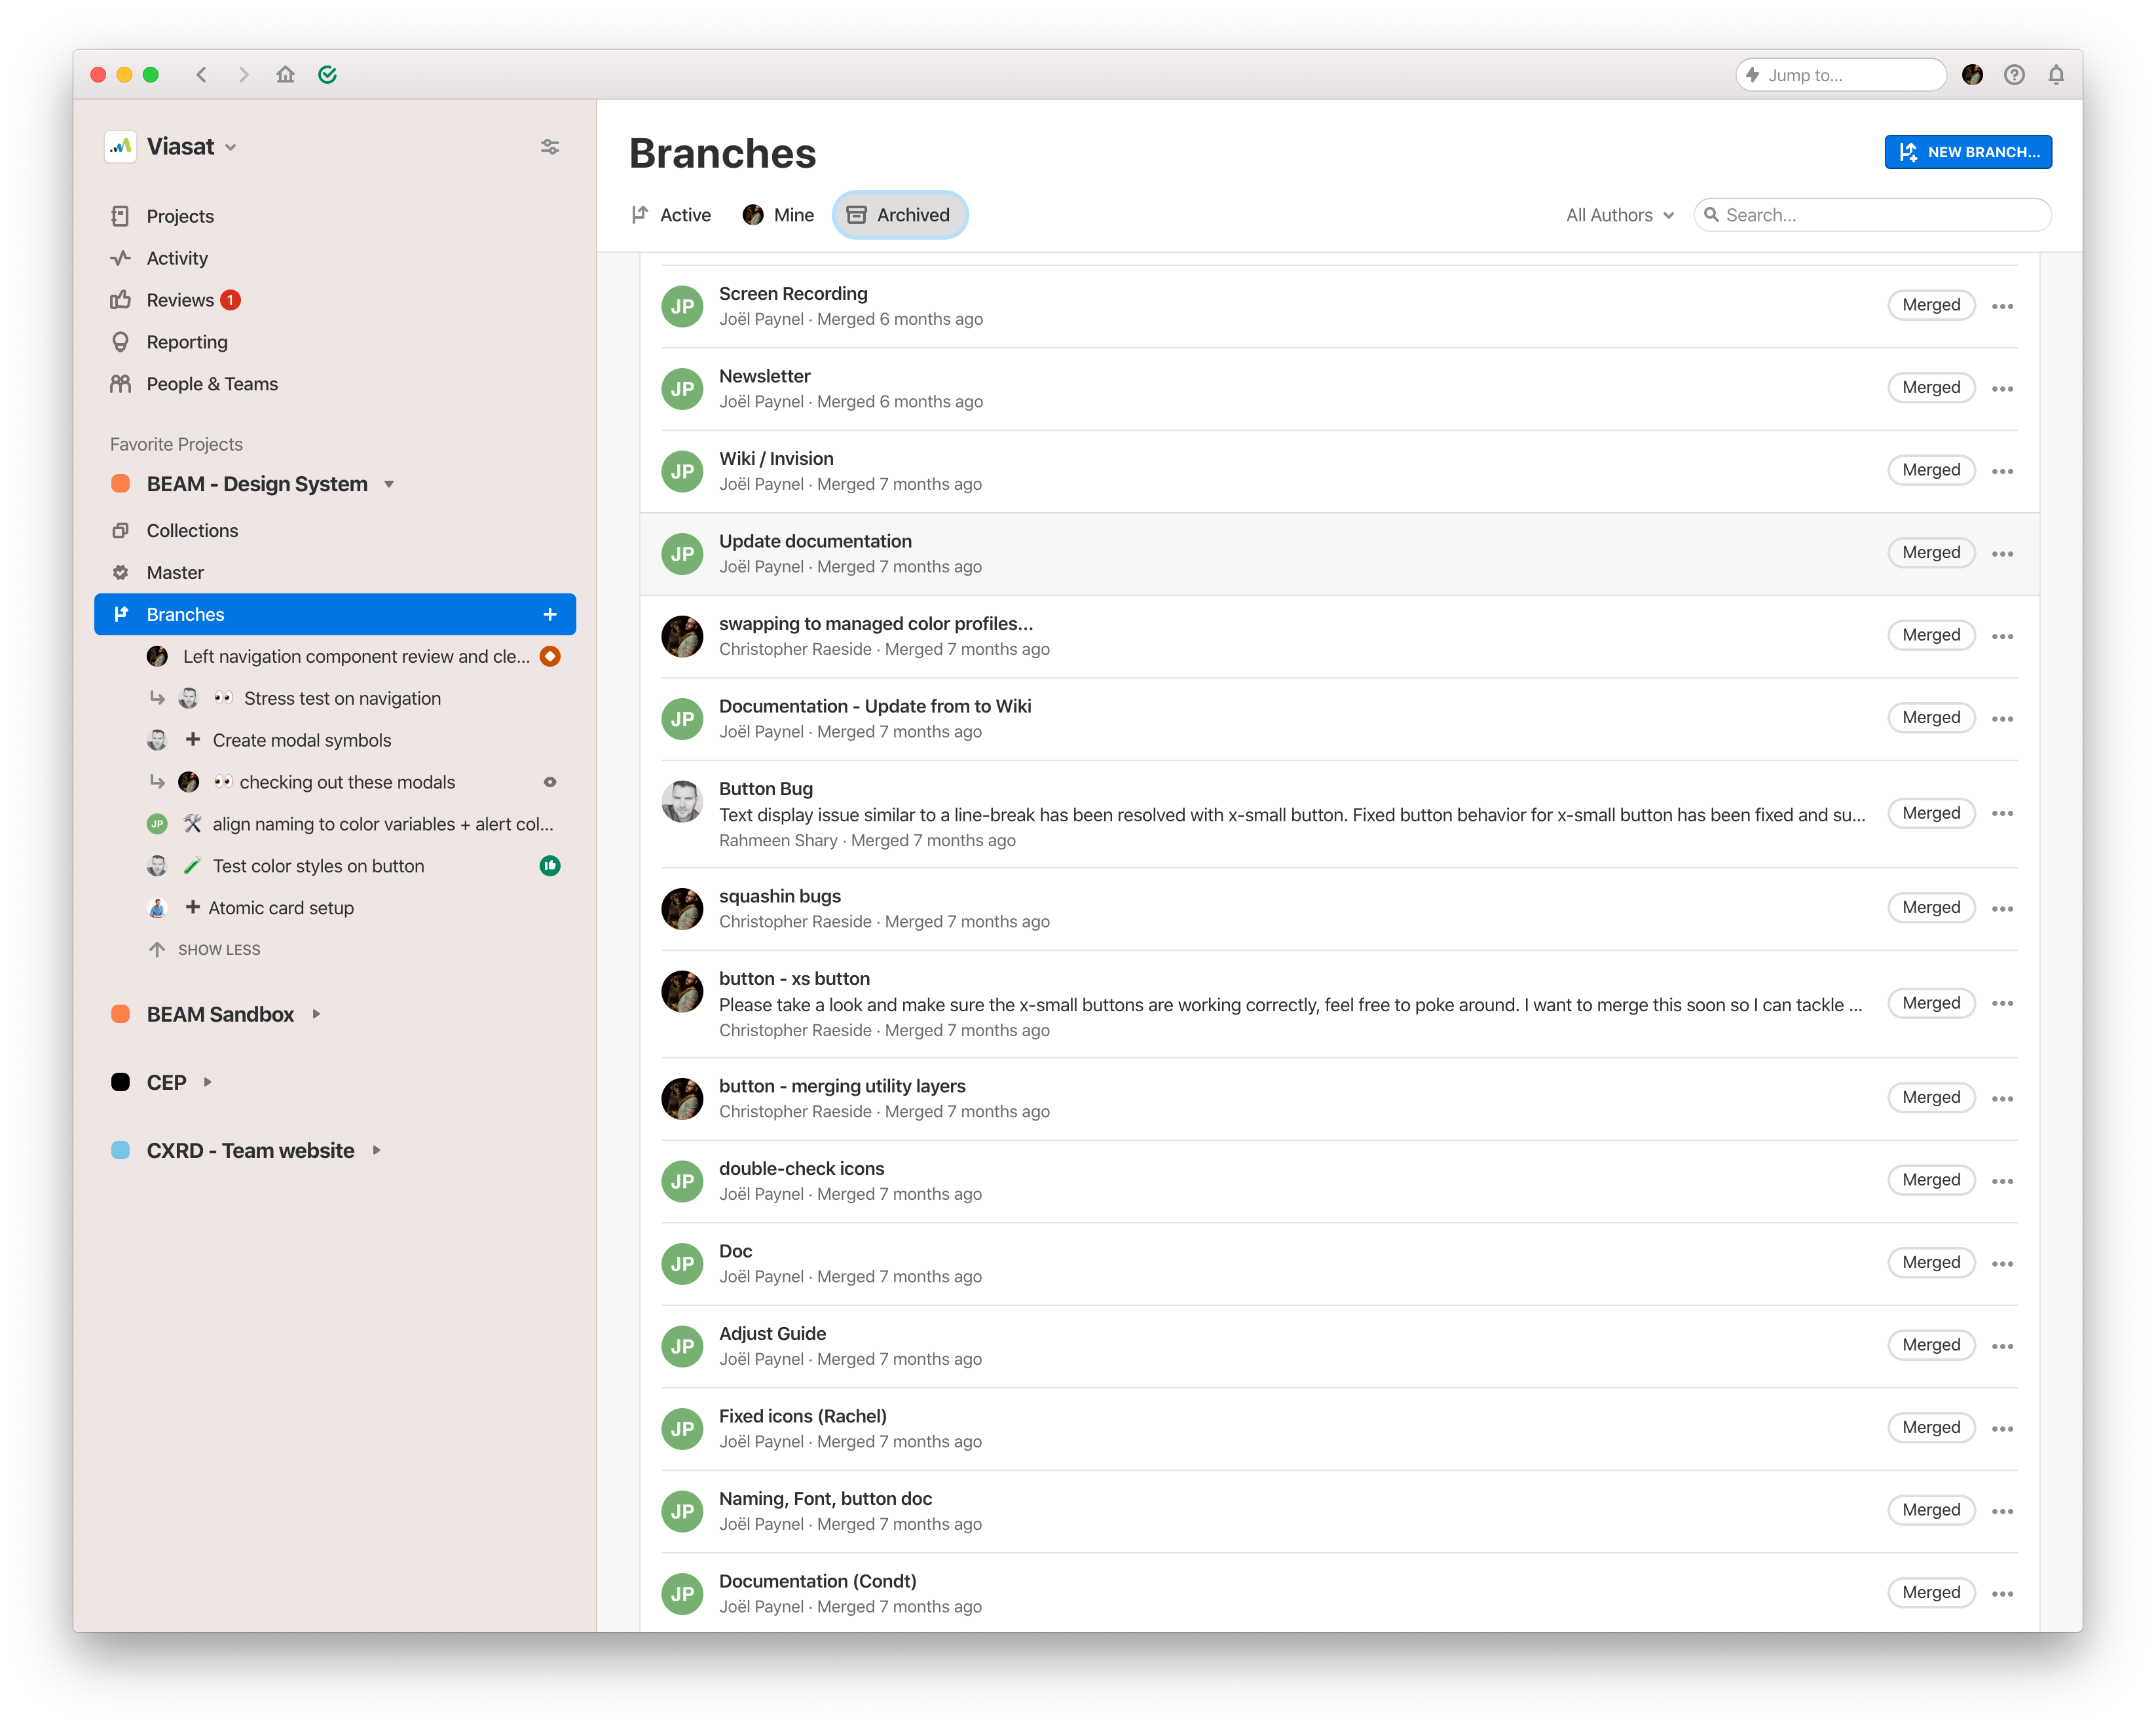 Jump to...
Viasat
Projects
Activity
Reviews 1
Reporting
People & Teams
Favorite Projects
BEAM - Design System
Collections
Master
Branches
Left navigation component review and cle...
Stress test on navigation
Create modal symbols
checking out these modals
JP align naming to color variables + alert col...
Test color styles on button
Atomic card setup
SHOW LESS
BEAM Sandbox
CEP
CXRD - Team website
Branches
NEW BRANCH...
Active Mine Archived
All Authors Search...
JP Screen Recording Merged
Joël Paynel · Merged 6 months ago
JP Newsletter Merged
Joël Paynel · Merged 6 months ago
JP Wiki / Invision Merged
Joël Paynel · Merged 7 months ago
JP Update documentation Merged
Joël Paynel · Merged 7 months ago
swapping to managed color profiles... Merged
Christopher Raeside · Merged 7 months ago
JP Documentation - Update from to Wiki Merged
Joël Paynel · Merged 7 months ago
Button Bug
Text display issue similar to a line-break has been resolved with x-small button. Fixed button behavior for x-small button has been fixed and su... Merged
Rahmeen Shary · Merged 7 months ago
squashin bugs Merged
Christopher Raeside · Merged 7 months ago
button - xs button
Please take a look and make sure the x-small buttons are working correctly, feel free to poke around. I want to merge this soon so I can tackle ... Merged
Christopher Raeside · Merged 7 months ago
button - merging utility layers Merged
Christopher Raeside · Merged 7 months ago
JP double-check icons Merged
Joël Paynel · Merged 7 months ago
JP Doc Merged
Joël Paynel · Merged 7 months ago
JP Adjust Guide Merged
Joël Paynel · Merged 7 months ago
JP Fixed icons (Rachel) Merged
Joël Paynel · Merged 7 months ago
JP Naming, Font, button doc Merged
Joël Paynel · Merged 7 months ago
JP Documentation (Condt) Merged
Joël Paynel · Merged 7 months ago